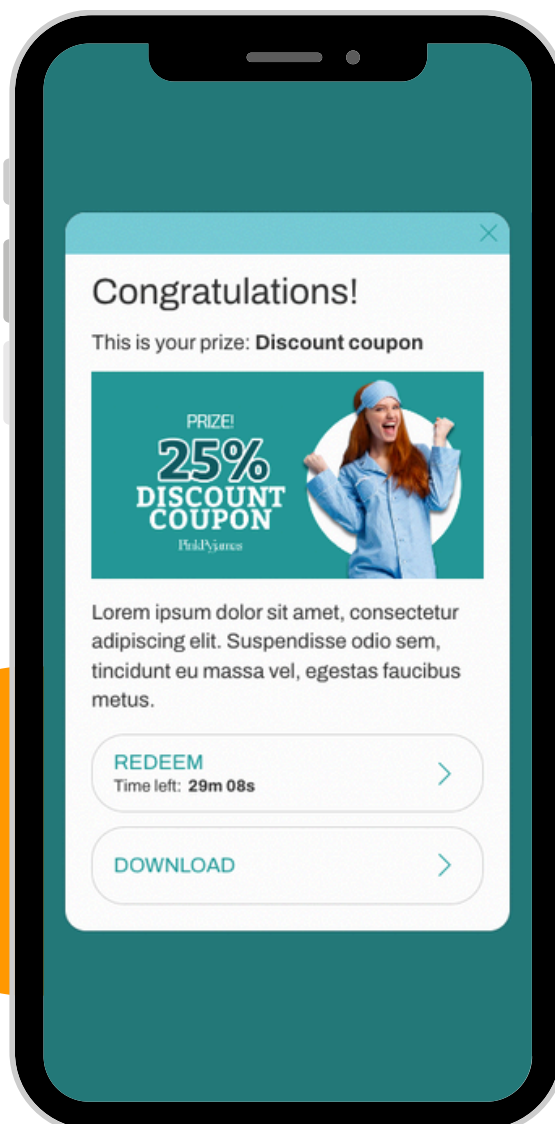 Congratulations!
This is your prize: Discount coupon
PRIZE!
25%
DISCOUNT
COUPON
PinkPyjamas
Lorem ipsum dolor sit amet, consectetur
adipiscing elit. Suspendisse odio sem,
tincidunt eu massa vel, egestas faucibus
metus.
REDEEM
Time left: 29m 08s
DOWNLOAD